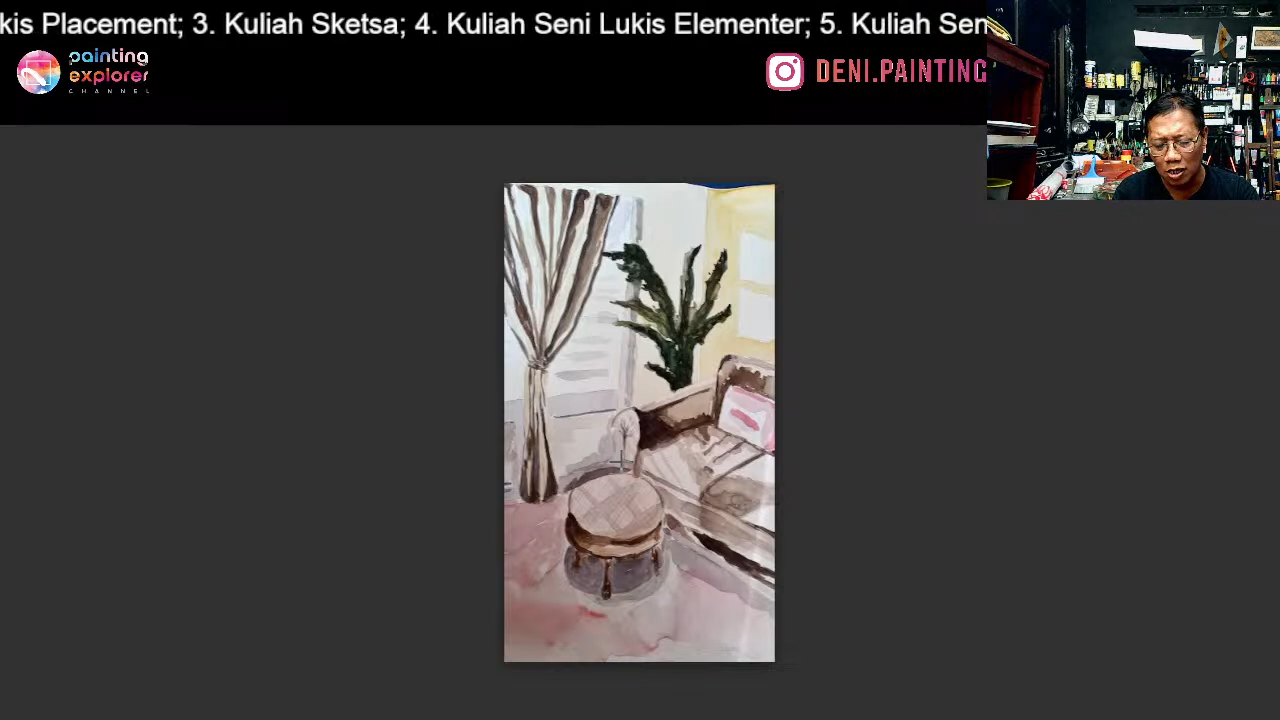 kis Placement; 3. Kuliah Sketsa; 4. Kuliah Seni Lukis Elementer; 5. Kuliah Sen
painting
explorer
CHANNEL
DENI.PAINTING